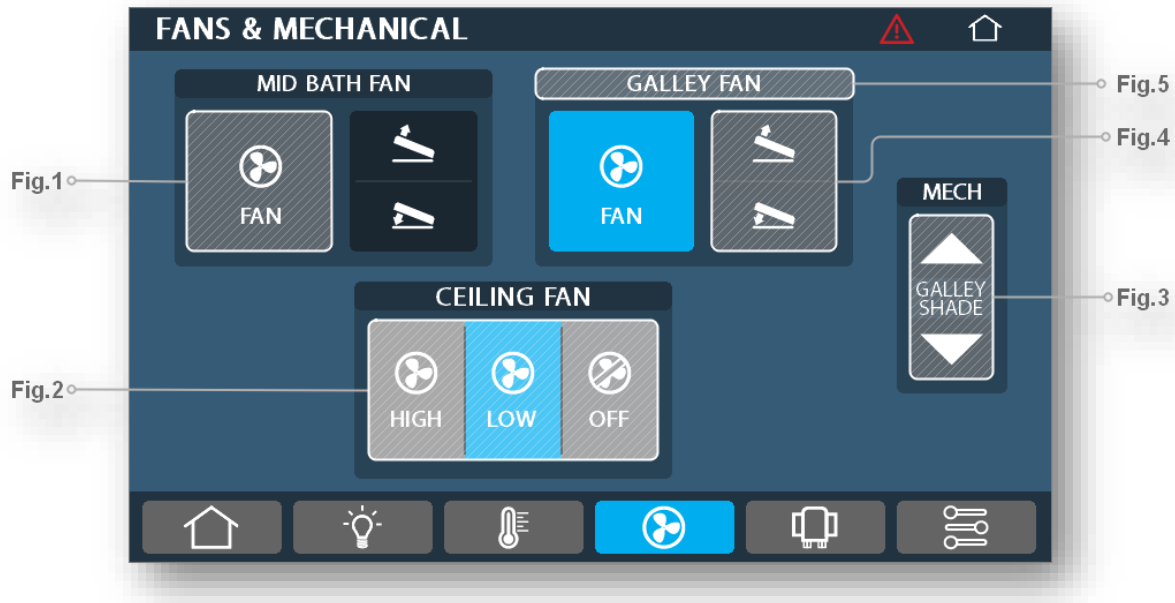 FANS & MECHANICAL
MID BATH FAN
GALLEY FAN
Fig.5
Fig.4
FAN
FAN
Fig.1
MECH
GALLEY
SHADE
Fig.3
CEILING FAN
HIGH
LOW
OFF
Fig.2